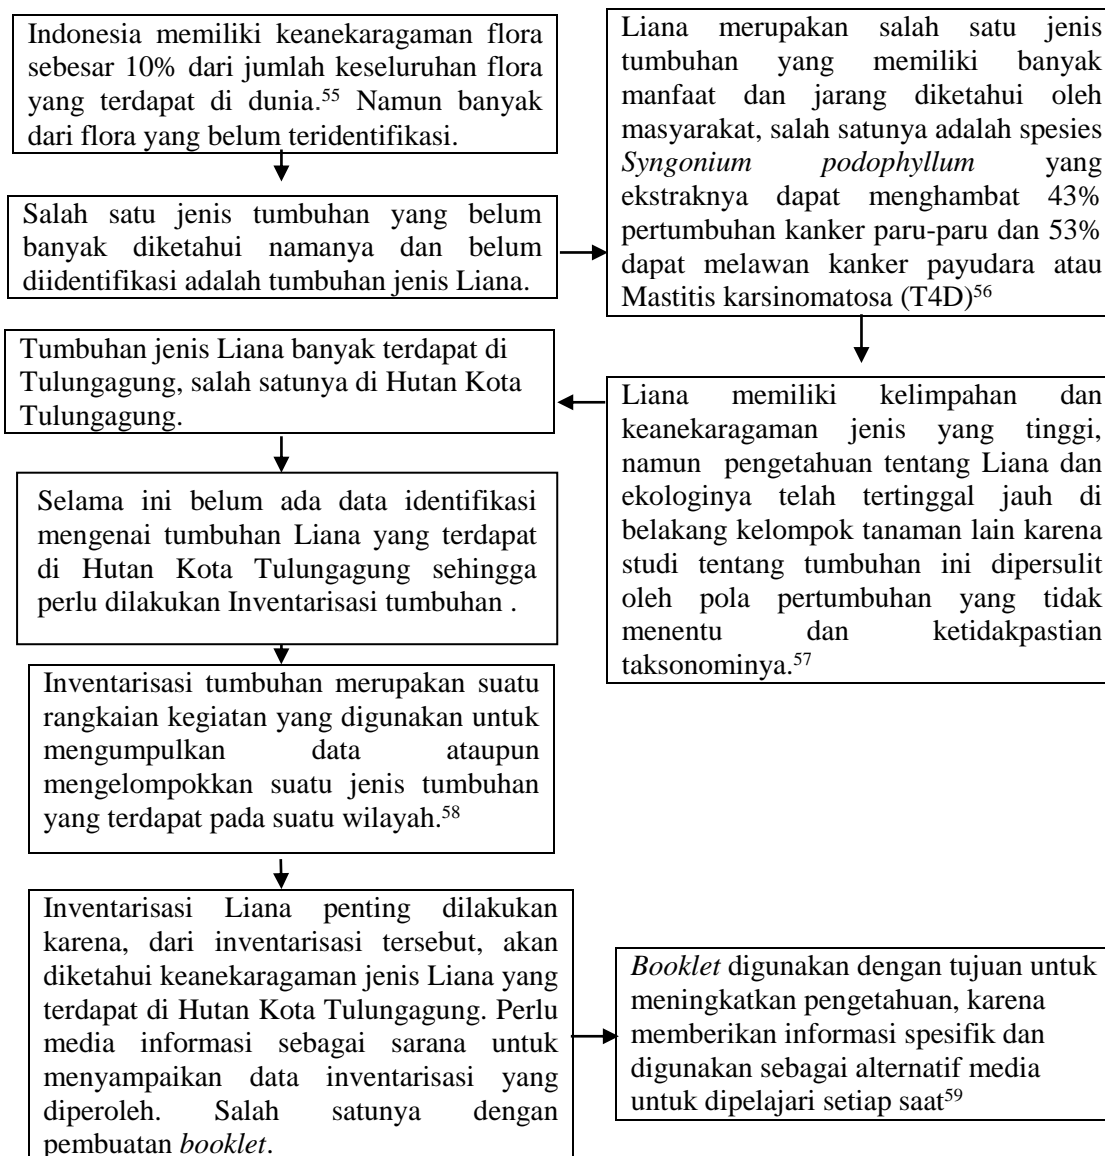 Indonesia memiliki keanekaragaman flora
sebesar 10% dari jumlah keseluruhan flora
yang terdapat di dunia.⁵⁵ Namun banyak
dari flora yang belum teridentifikasi.
Salah satu jenis tumbuhan yang belum
banyak diketahui namanya dan belum
diidentifikasi adalah tumbuhan jenis Liana.
Liana merupakan salah satu jenis
tumbuhan yang memiliki banyak
manfaat dan jarang diketahui oleh
masyarakat, salah satunya adalah spesies
Syngonium podophyllum yang
ekstraknya dapat menghambat 43%
pertumbuhan kanker paru-paru dan 53%
dapat melawan kanker payudara atau
Mastitis karsinomatosa (T4D)⁵⁶
Liana memiliki kelimpahan dan
keanekaragaman jenis yang tinggi,
namun pengetahuan tentang Liana dan
ekologinya telah tertinggal jauh di
belakang kelompok tanaman lain karena
studi tentang tumbuhan ini dipersulit
oleh pola pertumbuhan yang tidak
menentu dan ketidakpastian
taksonominya.⁵⁷
Tumbuhan jenis Liana banyak terdapat di
Tulungagung, salah satunya di Hutan Kota
Tulungagung.
Selama ini belum ada data identifikasi
mengenai tumbuhan Liana yang terdapat
di Hutan Kota Tulungagung sehingga
perlu dilakukan Inventarisasi tumbuhan .
Inventarisasi tumbuhan merupakan suatu
rangkaian kegiatan yang digunakan untuk
mengumpulkan data ataupun
mengelompokkan suatu jenis tumbuhan
yang terdapat pada suatu wilayah.⁵⁸
Inventarisasi Liana penting dilakukan
karena, dari inventarisasi tersebut, akan
diketahui keanekaragaman jenis Liana yang
terdapat di Hutan Kota Tulungagung. Perlu
media informasi sebagai sarana untuk
menyampaikan data inventarisasi yang
diperoleh. Salah satunya dengan
pembuatan booklet.
Booklet digunakan dengan tujuan untuk
meningkatkan pengetahuan, karena
memberikan informasi spesifik dan
digunakan sebagai alternatif media
untuk dipelajari setiap saat⁵⁹